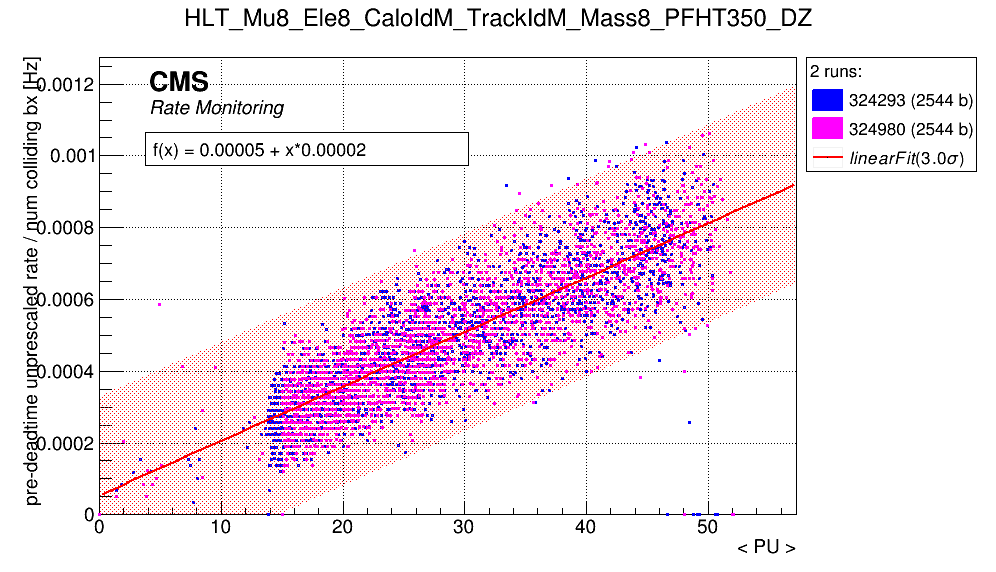 HLT_Mu8_Ele8_CaloIdM_TrackIdM_Mass8_PFHT350_DZ
pre-deadtime unprescaled rate / num colliding bx [Hz]
0.0012
0.001
0.0008
0.0006
0.0004
0.0002
0
CMS
Rate Monitoring
f(x) = 0.00005 + x*0.00002
2 runs:
324293 (2544 b)
324980 (2544 b)
linearFit(3.0σ)
0 10 20 30 40 50
< PU >